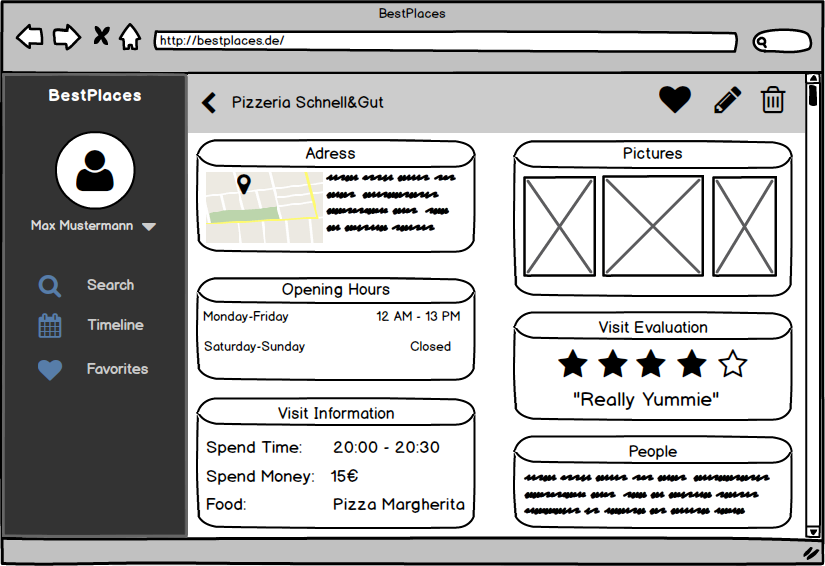 BestPlaces
http://bestplaces.de/
BestPlaces
Max Mustermann
Search
Timeline
Favorites
Pizzeria Schnell&Gut
Adress
Opening Hours
Monday-Friday 12 AM - 13 PM
Saturday-Sunday Closed
Visit Information
Spend Time: 20:00 - 20:30
Spend Money: 15€
Food: Pizza Margherita
Pictures
Visit Evaluation
"Really Yummie"
People